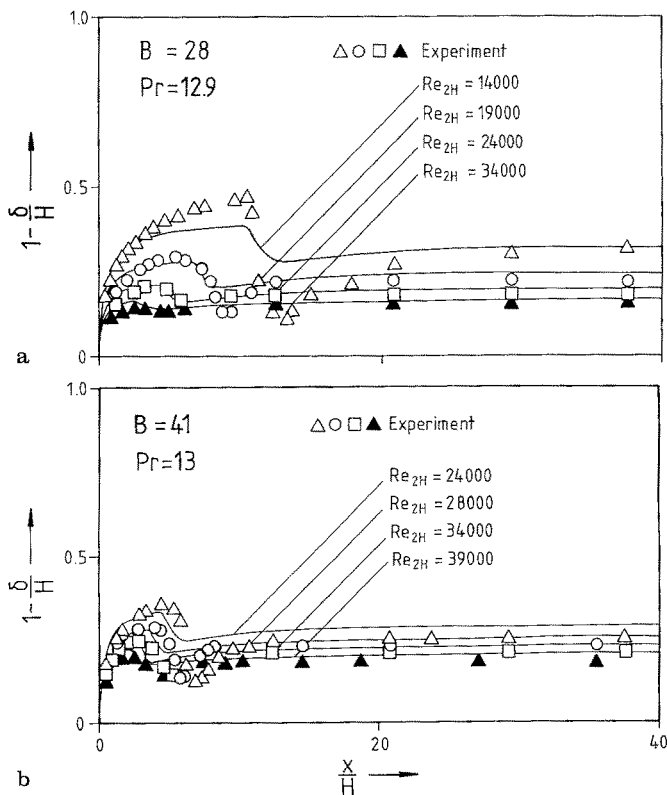 a
1.0
0.5
0
1-δ/H
B = 28
Pr=12.9
△ ○ □ ▲ Experiment
Re2H = 14000
Re2H = 19000
Re2H = 24000
Re2H = 34000
b
1.0
0.5
0
1-δ/H
B = 41
Pr=13
△ ○ □ ▲ Experiment
Re2H = 24000
Re2H = 28000
Re2H = 34000
Re2H = 39000
0
20
40
x/H